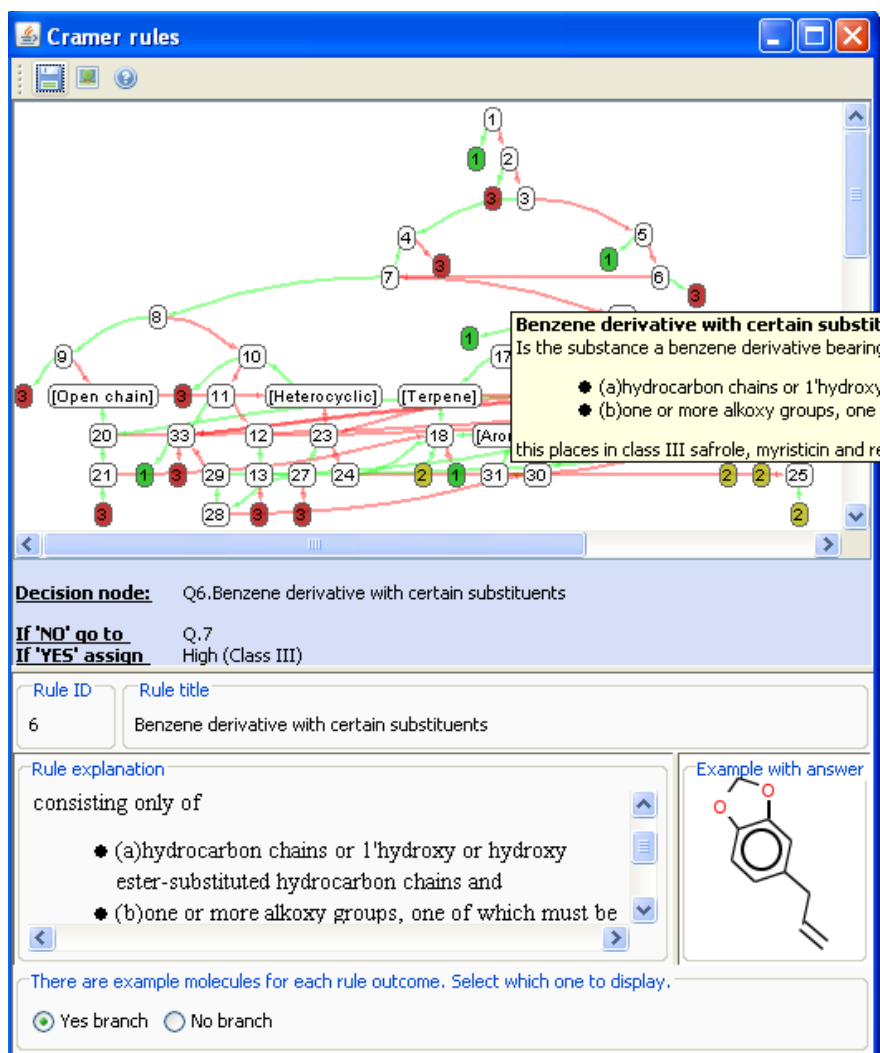 Cramer rules
1
1 2
3 3
4 5
3 1
7 6
3
8
1
9 10 17
3 [Open chain] 3 11 [Heterocyclic] [Terpene]
20 33 12 23 18 [Aro
21 1 3 29 13 27 24 2 1 31 30 2 2 25
3 28 3 3 2
Benzene derivative with certain substit
Is the substance a benzene derivative bearing
● (a)hydrocarbon chains or 1'hydroxy
● (b)one or more alkoxy groups, one
this places in class III safrole, myristicin and re
Decision node: Q6.Benzene derivative with certain substituents
If 'NO' go to Q.7
If 'YES' assign High (Class III)
Rule ID
6
Rule title
Benzene derivative with certain substituents
Rule explanation
consisting only of
● (a)hydrocarbon chains or 1'hydroxy or hydroxy
ester-substituted hydrocarbon chains and
● (b)one or more alkoxy groups, one of which must be
Example with answer
O
O
There are example molecules for each rule outcome. Select which one to display.
Yes branch No branch